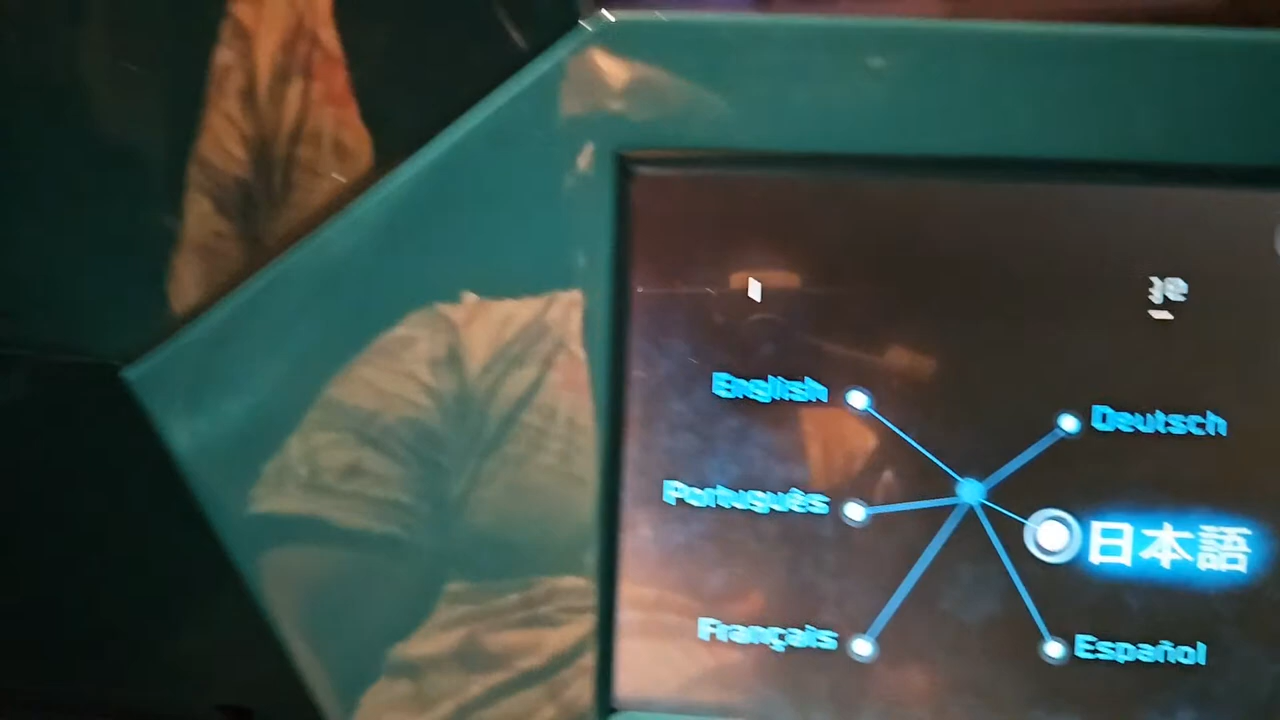 English
Deutsch
Português
日本語
Français
Español